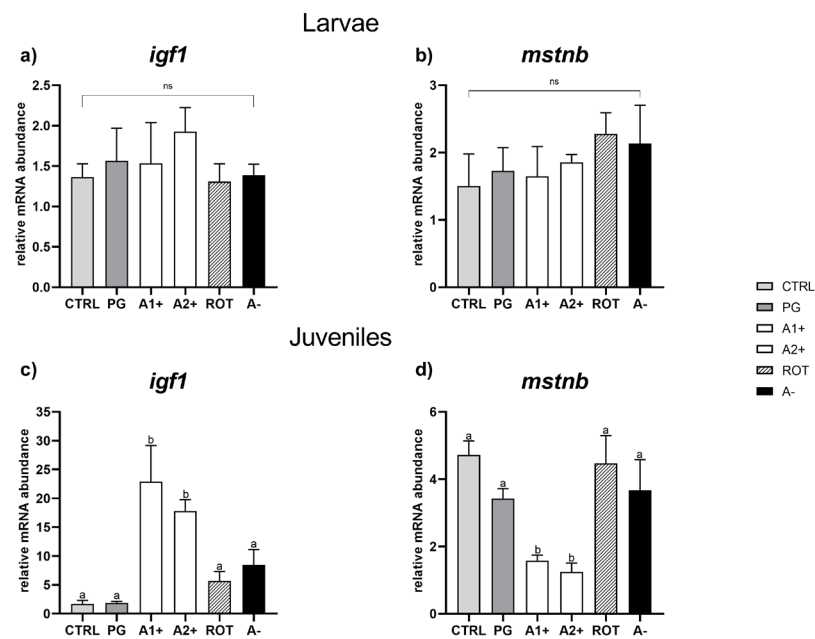 Larvae
a)
igf1
relative mRNA abundance
2.5
2.0
1.5
1.0
0.5
0.0
ns
CTRL PG A1+ A2+ ROT A-
b)
mstnb
relative mRNA abundance
3
2
1
0
ns
CTRL PG A1+ A2+ ROT A-
CTRL
PG
A1+
A2+
ROT
A-
Juveniles
c)
igf1
relative mRNA abundance
35
30
25
20
15
10
5
0
a a b b a a
CTRL PG A1+ A2+ ROT A-
d)
mstnb
relative mRNA abundance
6
4
2
0
a a b b a a
CTRL PG A1+ A2+ ROT A-